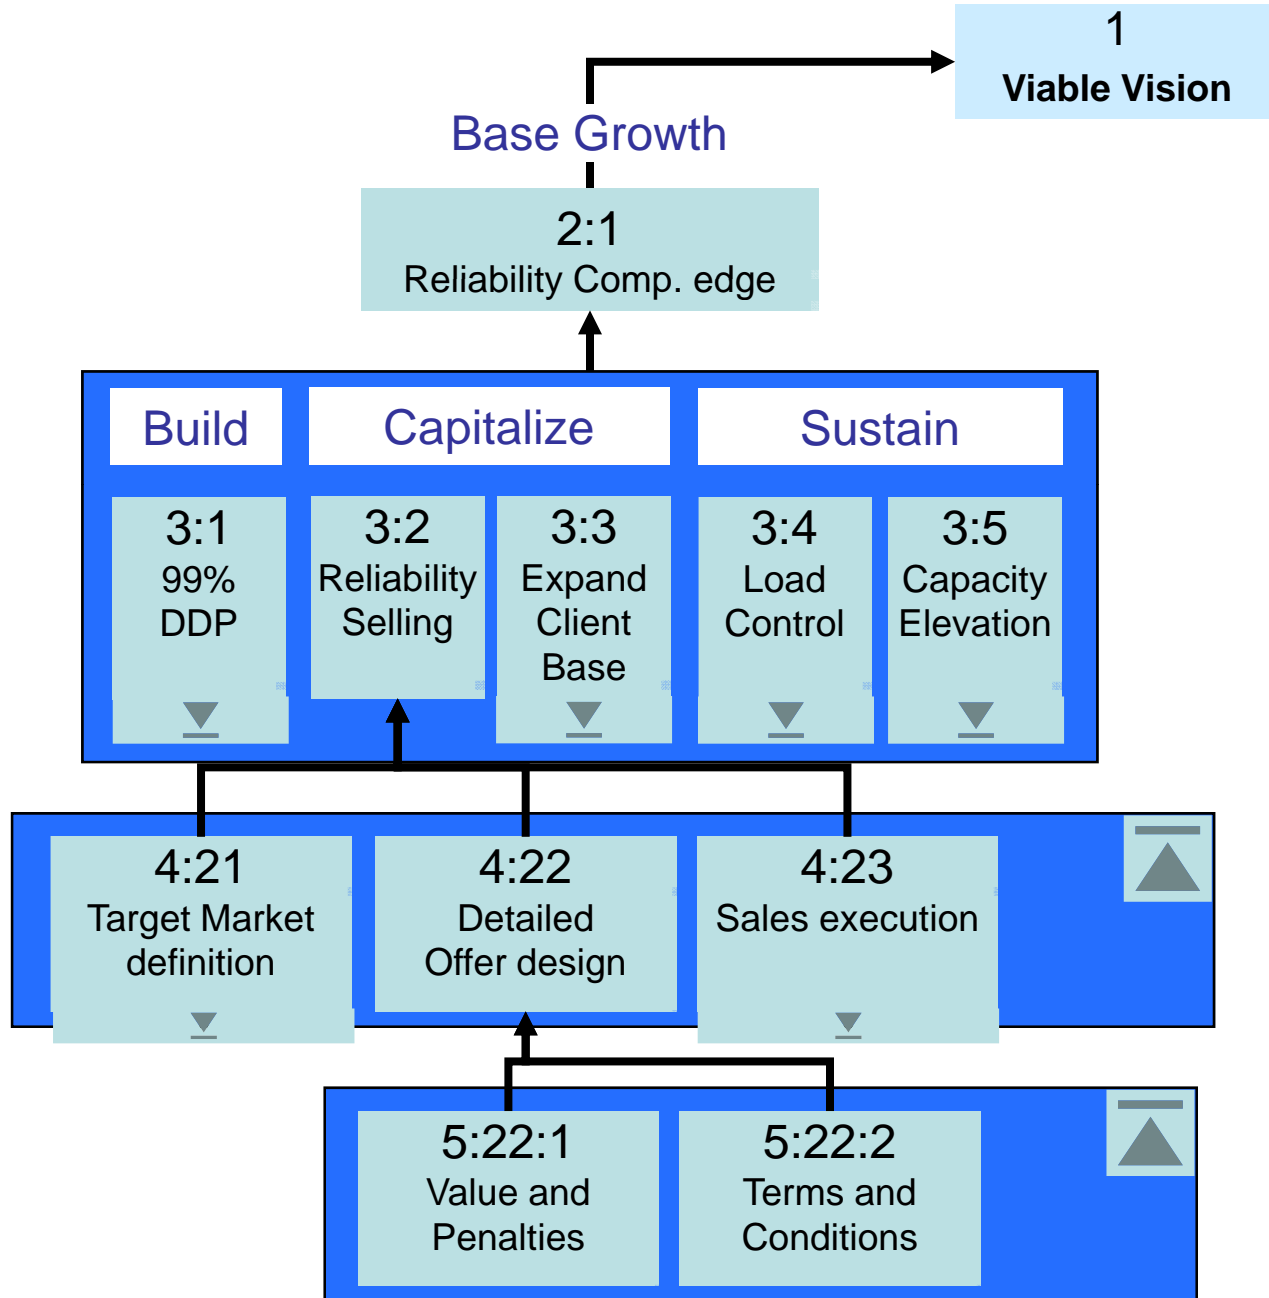 1
Viable Vision
Base Growth
2:1
Reliability Comp. edge
Build
Capitalize
Sustain
3:1
99%
DDP
3:2
Reliability
Selling
3:3
Expand
Client
Base
3:4
Load
Control
3:5
Capacity
Elevation
4:21
Target Market
definition
4:22
Detailed
Offer design
4:23
Sales execution
5:22:1
Value and
Penalties
5:22:2
Terms and
Conditions